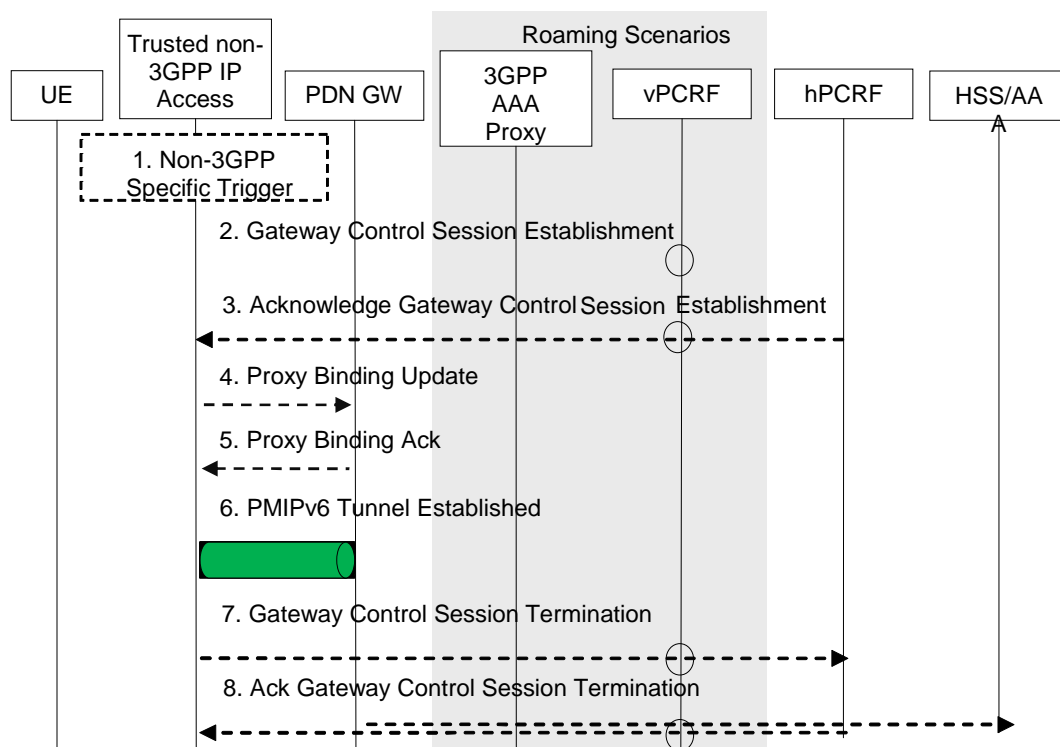 Roaming Scenarios
UE
Trusted non-
3GPP IP
Access
PDN GW
3GPP
AAA
Proxy
vPCRF
hPCRF
HSS/AA
A
1. Non-3GPP
Specific Trigger
2. Gateway Control Session Establishment
3. Acknowledge Gateway Control Session Establishment
4. Proxy Binding Update
5. Proxy Binding Ack
6. PMIPv6 Tunnel Established
7. Gateway Control Session Termination
8. Ack Gateway Control Session Termination